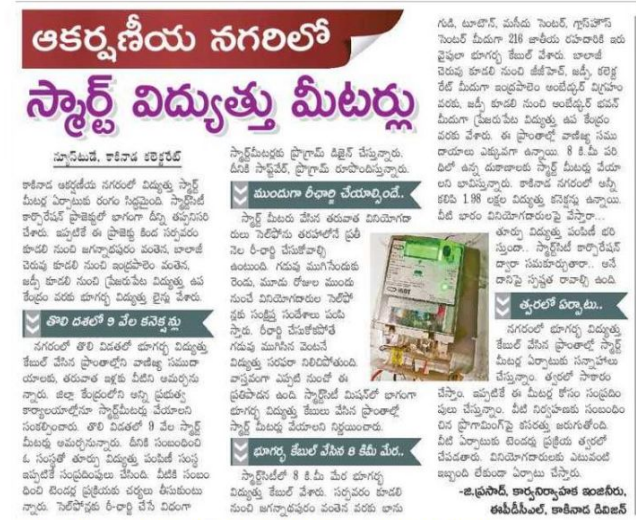 ఆకర్షణీయ నగరిలో
స్మార్ట్ విద్యుత్తు మీటర్లు
న్యూస్‌టుడే, కాకినాడ కలెక్టరేట్
కాకినాడ ఆకర్షణీయ నగరంలో విద్యుత్తు స్మార్ట్
మీటర్ల ఏర్పాటుకు రంగం సిద్ధమైంది. స్మార్ట్‌సిటీ
కార్పొరేషన్ ప్రాజెక్టులో భాగంగా దీన్ని తప్పనిసరి
చేశారు. ఇప్పటికే ఈ ప్రాజెక్టు కింద సర్పవరం
కూడలి నుంచి జగన్నాథపురం వంతెన, బాలాజీ
చెరువు కూడలి నుంచి ఇంద్రపాలెం వంతెన,
జడ్పీ కూడలి నుంచి ప్రేజరుపేట విద్యుత్తు ఉప
కేంద్రం వరకు భూగర్భ విద్యుత్తు లైన్లు వేశారు.
తొలి దశలో 9 వేల కనెక్షన్లు
నగరంలో తొలి విడతలో భూగర్భ విద్యుత్తు
కేబుల్ వేసిన ప్రాంతాల్లోని వాణిజ్య సముదా
యాలకు, తరువాత ఇళ్లకు వీటిని అమర్చను
న్నారు. జిల్లా కేంద్రంలోని అన్ని ప్రభుత్వ
కార్యాలయాల్లోనూ స్మార్ట్‌మీటర్లు వేయాలని
సంకల్పించారు. తొలి విడతలో 9 వేల స్మార్ట్
మీటర్లు అమర్చనున్నారు. దీనికి సంబంధించి
ఓ సంస్థతో తూర్పు విద్యుత్తు పంపిణీ సంస్థ
ఇప్పటికే సంప్రదింపులు చేస్తుంది. వీటికి సంబం
ధించి టెండర్ల ప్రక్రియకు చర్యలు తీసుకుంటు
న్నారు. సెల్‌ఫోన్లకు రీ-ఛార్జి చేసే విధంగా
స్మార్ట్‌మీటర్లకు ప్రొగ్రామ్ డిజైన్ చేస్తున్నారు.
దీనికి సాఫ్ట్‌వేర్, ప్రొగ్రామ్ రూపొందిస్తున్నారు.
ముందుగా రీఛార్జి చేయాల్సిందే..
స్మార్ట్ మీటరు వేసిన తరువాత వినియోగదా
రులు సెల్‌ఫోను తరహాలోనే ప్రతీ
నెల రీ-ఛార్జి చేసుకోవాల్సి
ఉంటుంది. గడువు ముగిసేందుకు
రెండు, మూడు రోజుల ముందు
నుంచే వినియోగదారుల సెల్‌ఫో
న్లకు సంక్షిప్త సందేశాలు పంపి
స్తారు. రీఛార్జి చేసుకోకపోతే
గడువు ముగిసిన వెంటనే
విద్యుత్తు సరఫరా నిలిచిపోతుంది.
వాస్తవంగా ఎప్పటి నుంచో ఈ
ప్రతిపాదన ఉంది. స్మార్ట్‌సిటీ మిషన్‌లో భాగంగా
భూగర్భ విద్యుత్తు కేబులు వేసిన ప్రాంతాల్లో
స్మార్ట్ మీటర్లు వేయాలని నిర్ణయించారు.
భూగర్భ కేబుల్ వేసిన 8 కిమీ మేర..
స్మార్ట్‌సిటీలో 8 కి.మీ మేర భూగర్భ
విద్యుత్తు కేబుల్ వేశారు. సర్పవరం కూడలి
నుంచి జగన్నాథపురం వంతెన వరకు భాను
గుడి, టూటౌన్, మసీదు సెంటర్, గ్లాస్‌హౌస్
సెంటర్ మీదుగా 216 జాతీయ రహదారికి ఇరు
వైపులా భూగర్భ కేబుల్ వేశారు. బాలాజీ
చెరువు కూడలి నుంచి జీజీహెచ్, జడ్పీ, కలెక్ట
రేట్ మీదుగా ఇంద్రపాలెం అంబేడ్కర్ విగ్రహం
వరకు, జడ్పీ కూడలి నుంచి అంబేడ్కర్ భవన్
మీదుగా ప్రేజరుపేట విద్యుత్తు ఉప కేంద్రం
వరకు వేశారు. ఈ ప్రాంతాల్లో వాణిజ్య సము
దాయాలు ఎక్కువగా ఉన్నాయి. 8 కి.మీ పరి
ధిలో ఉన్న దుకాణాలకు స్మార్ట్ మీటర్లు వేయా
లని భావిస్తున్నారు. కాకినాడ నగరంలో అన్నీ
కలిపి 1.98 లక్షల విద్యుత్తు కనెక్షన్లు ఉన్నాయి.
వీటి భారం వినియోగదారులపై వేస్తారా...
తూర్పు విద్యుత్తు పంపిణీ భరి
స్తుందా.. స్మార్ట్‌సిటీ కార్పొరేషన్
ద్వారా సమకూర్చుతారా.. అనే
దానిపై స్పష్టత రావాల్సి ఉంది.
త్వరలో ఏర్పాటు..
నగరంలో భూగర్భ విద్యుత్తు
కేబుల్ వేసిన ప్రాంతాల్లో స్మార్ట్
మీటర్ల ఏర్పాటుకు సన్నాహాలు
చేస్తున్నాం. త్వరలో సాకారం
చేస్తాం. ఇప్పటికే ఈ మీటర్ల కోసం సంప్రదిం
పులు చేస్తున్నాం. వీటి నిర్వహణకు సంబంధిం
చిన ప్రోగ్రామింగ్‌పై కసరత్తు జరుగుతోంది.
వీటి ఏర్పాటుకు టెండరు ప్రక్రియ త్వరలో
చేపడతారు. వినియోగదారులకు ఎటువంటి
ఇబ్బంది లేకుండా ఏర్పాటు చేస్తారు.
-జి.ప్రసాద్, కార్యనిర్వాహక ఇంజినీరు,
ఈపీడీసీఎల్, కాకినాడ డివిజన్